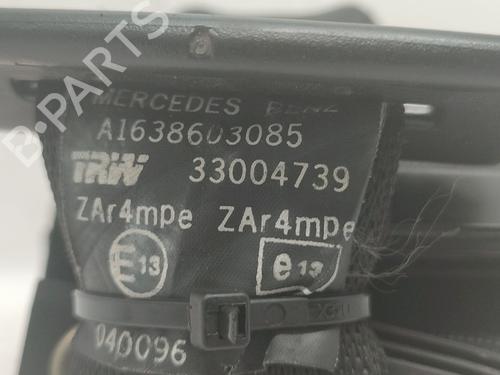 B-PARTS
MERCEDES BENZ
A1638603085
TRW 33004739
ZAr4mpe ZAr4mpe
E13 e13
040096